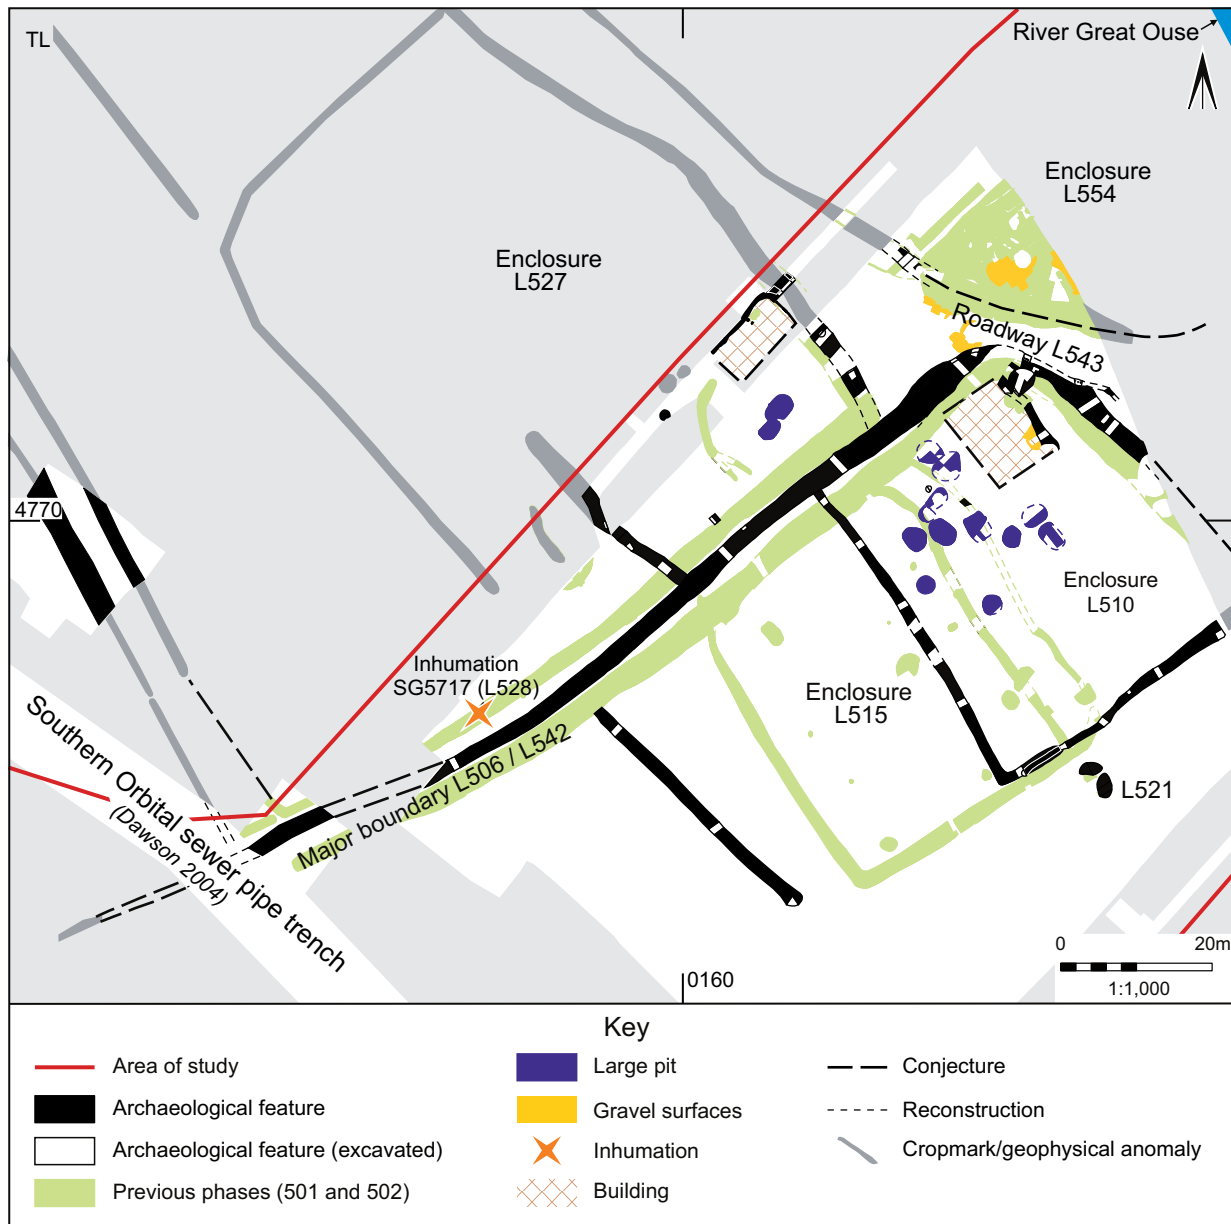 TL
River Great Ouse
Enclosure
L554
Enclosure
L527
Roadway L543
4770
Enclosure
L510
Inhumation
SG5717 (L528)
Enclosure
L515
Major boundary L506 / L542
L521
Southern Orbital sewer pipe trench
(Dawson 2004)
0 20m
1:1,000
0160
Key
Area of study
Archaeological feature
Archaeological feature (excavated)
Previous phases (501 and 502)
Large pit
Gravel surfaces
Inhumation
Building
Conjecture
Reconstruction
Cropmark/geophysical anomaly